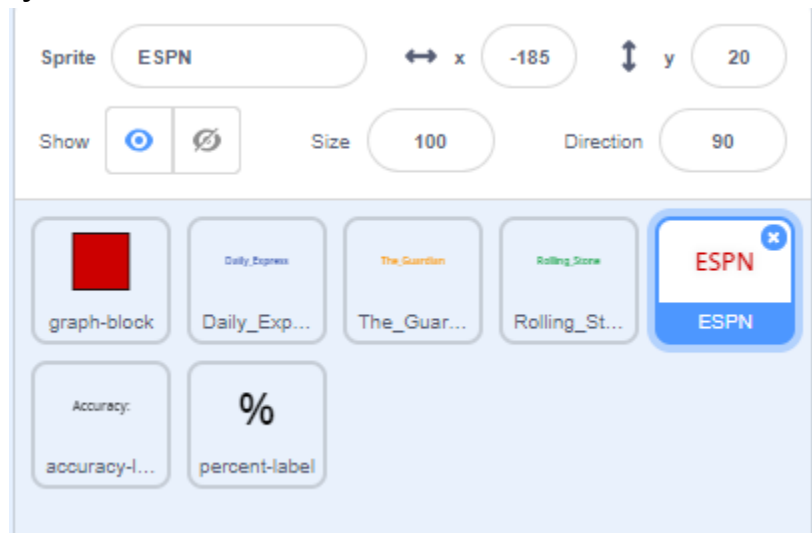 Sprite ESPN x -185 y 20
Show Size 100 Direction 90
Daily_Express The_Guardian Rolling_Stone ESPN
graph-block Daily_Exp... The_Guar... Rolling_St... ESPN
Accuracy: %
accuracy-l... percent-label